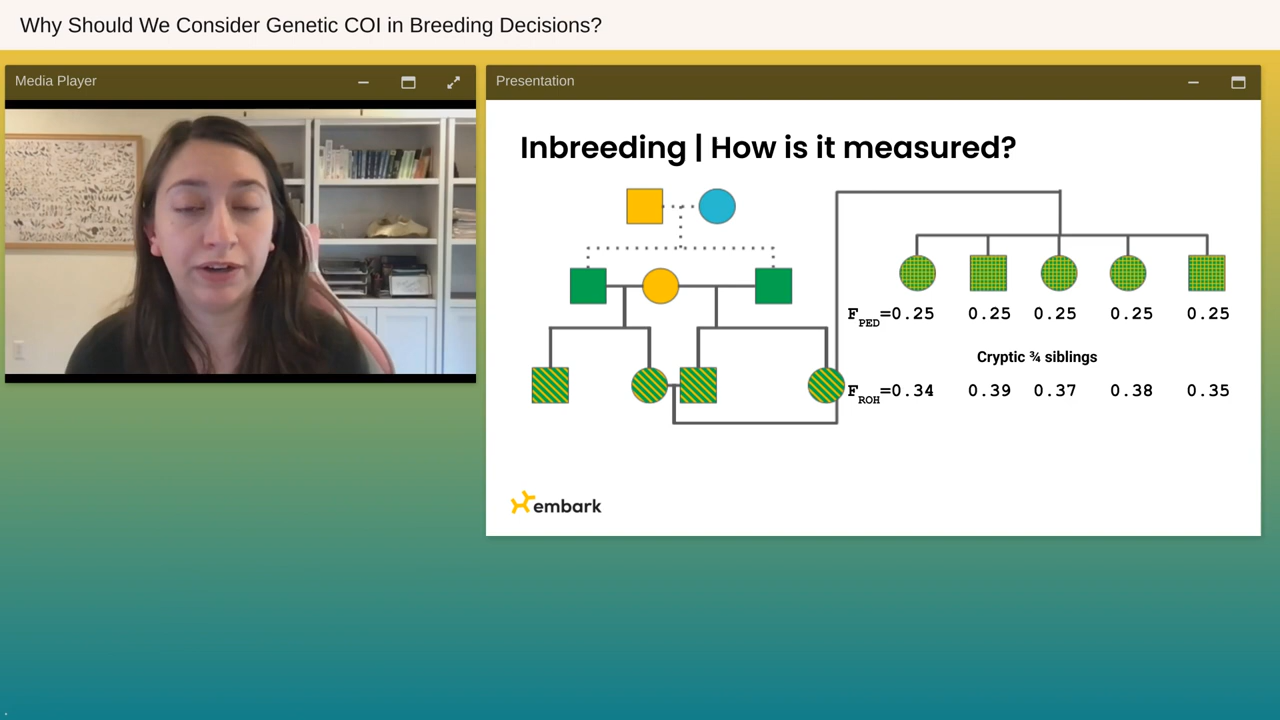 Why Should We Consider Genetic COI in Breeding Decisions?
Media Player
Presentation
Inbreeding | How is it measured?
FPED=0.25 0.25 0.25 0.25 0.25
Cryptic ¾ siblings
FROH=0.34 0.39 0.37 0.38 0.35
embark